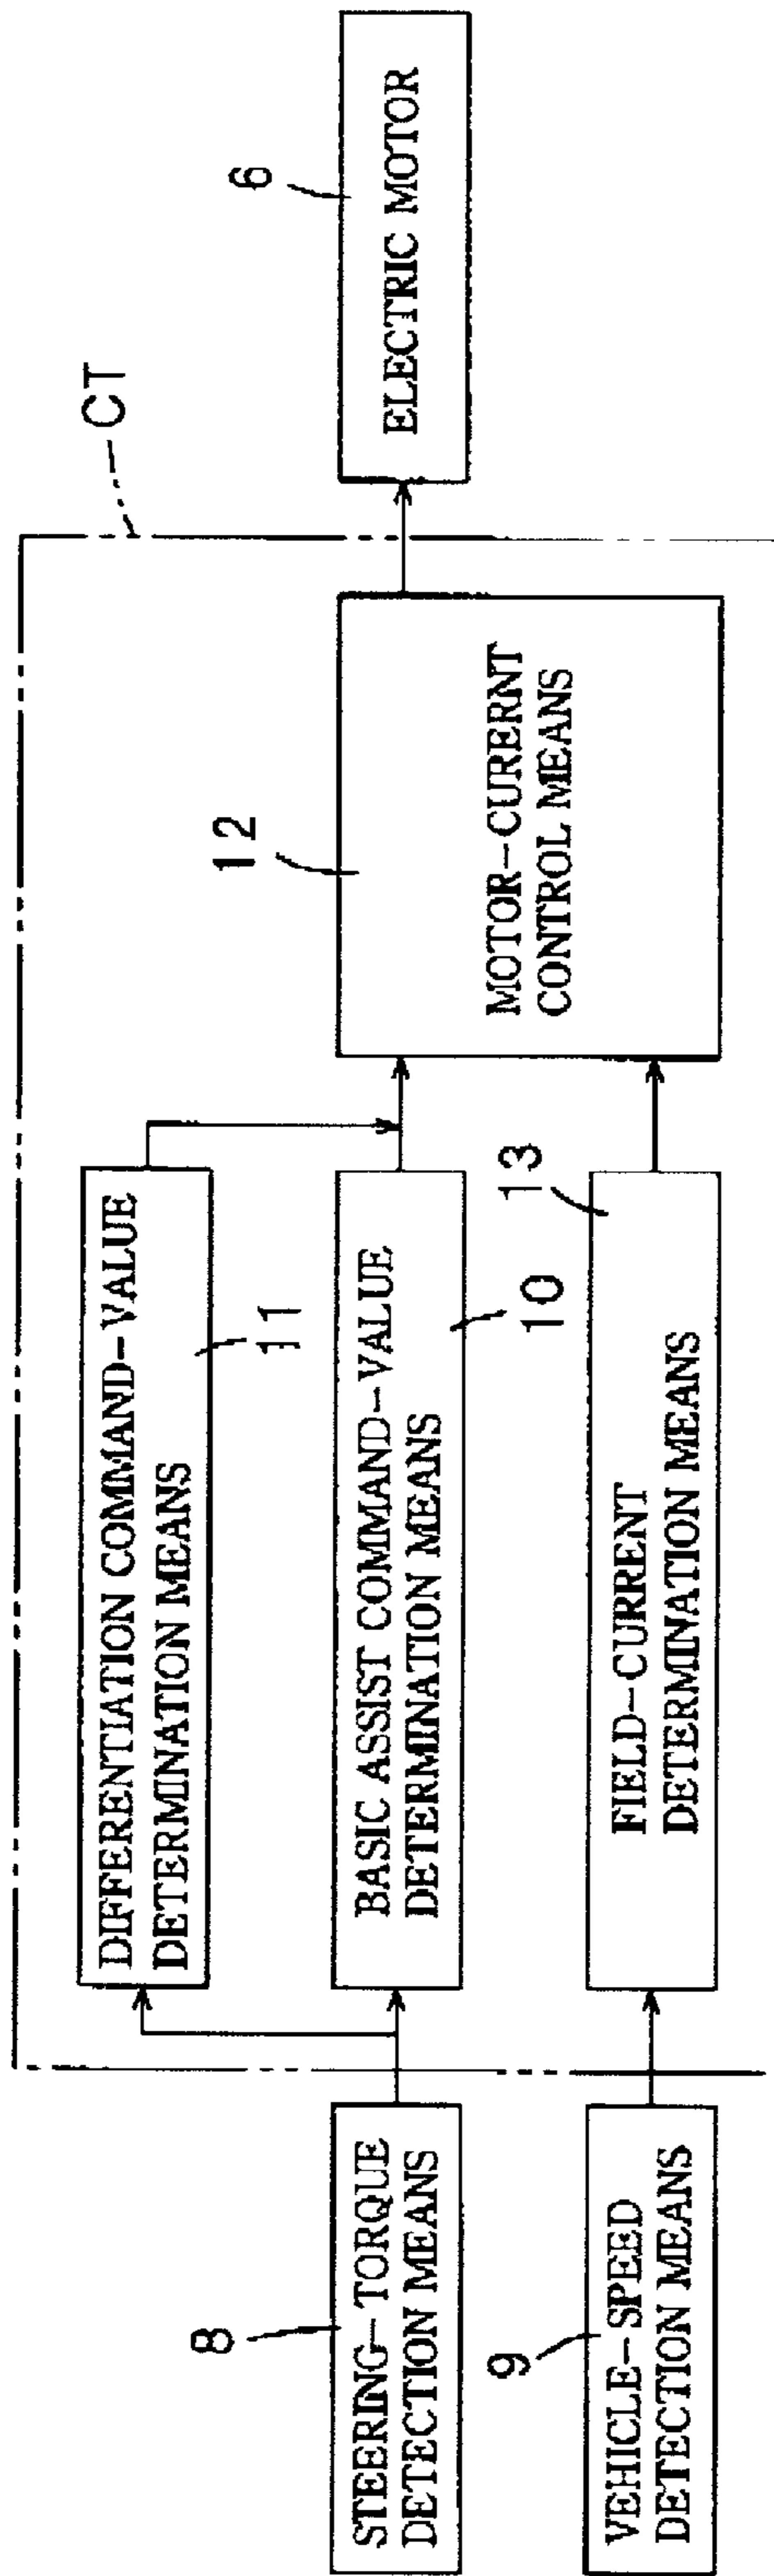 CT
DIFFERENTIATION COMMAND-VALUE
DETERMINATION MEANS
11
8
STEERING-TORQUE
DETECTION MEANS
BASIC ASSIST COMMAND-VALUE
DETERMINATION MEANS
10
12
MOTOR-CURERNT
CONTROL MEANS
6
ELECTRIC MOTOR
9
VEHICLE-SPEED
DETECTION MEANS
13
FIELD-CURRENT
DETERMINATION MEANS